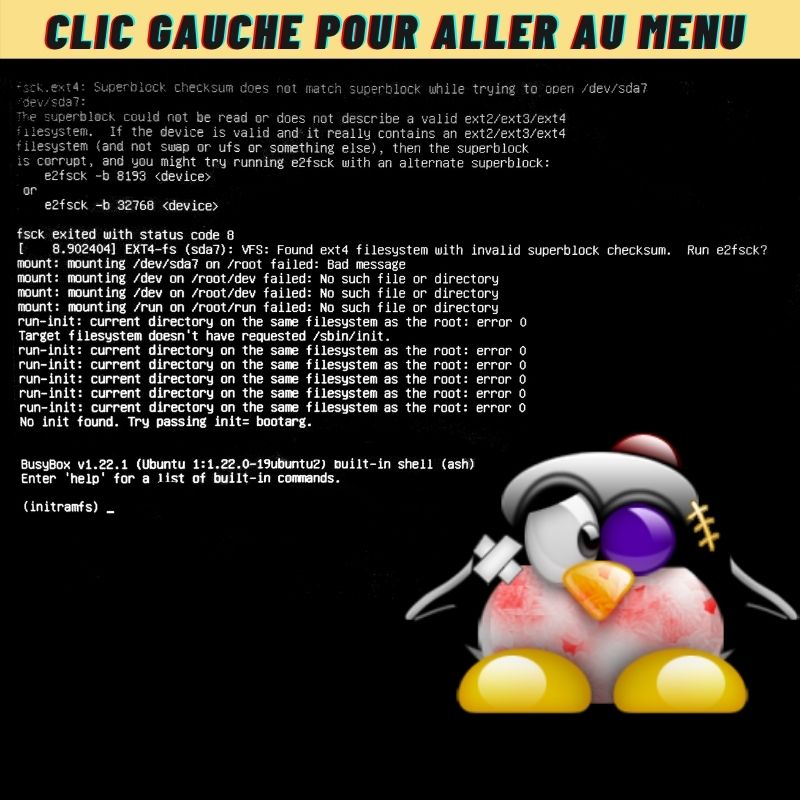 CLIC GAUCHE POUR ALLER AU MENU
fsck.ext4: Superblock checksum does not match superblock while trying to open /dev/sda7
/dev/sda7:
The superblock could not be read or does not describe a valid ext2/ext3/ext4
filesystem.  If the device is valid and it really contains an ext2/ext3/ext4
filesystem (and not swap or ufs or something else), then the superblock
is corrupt, and you might try running e2fsck with an alternate superblock:
    e2fsck -b 8193 <device>
 or
    e2fsck -b 32768 <device>
fsck exited with status code 8
[    8.902404] EXT4-fs (sda7): VFS: Found ext4 filesystem with invalid superblock checksum.  Run e2fsck?
mount: mounting /dev/sda7 on /root failed: Bad message
mount: mounting /dev on /root/dev failed: No such file or directory
mount: mounting /dev on /root/dev failed: No such file or directory
mount: mounting /run on /root/run failed: No such file or directory
run-init: current directory on the same filesystem as the root: error 0
Target filesystem doesn't have requested /sbin/init.
run-init: current directory on the same filesystem as the root: error 0
run-init: current directory on the same filesystem as the root: error 0
run-init: current directory on the same filesystem as the root: error 0
run-init: current directory on the same filesystem as the root: error 0
run-init: current directory on the same filesystem as the root: error 0
No init found. Try passing init= bootarg.
BusyBox v1.22.1 (Ubuntu 1:1.22.0-19ubuntu2) built-in shell (ash)
Enter 'help' for a list of built-in commands.
(initramfs) _